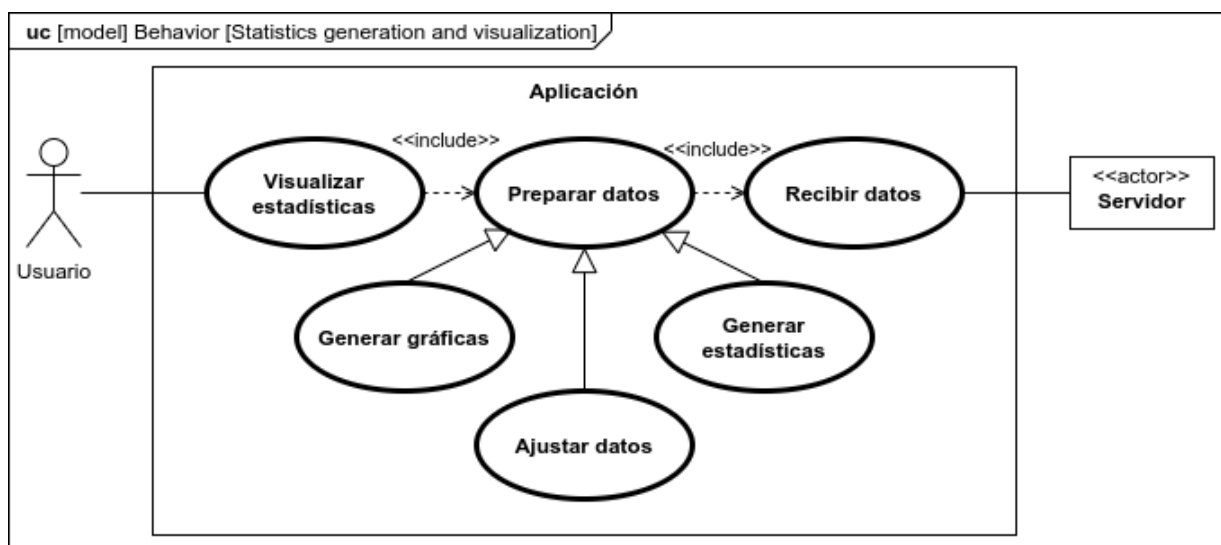 uc [model] Behavior [Statistics generation and visualization]
Aplicación
<<include>>
<<include>>
Visualizar
estadísticas
Preparar datos
Recibir datos
<<actor>>
Servidor
Usuario
Generar gráficas
Generar
estadísticas
Ajustar datos